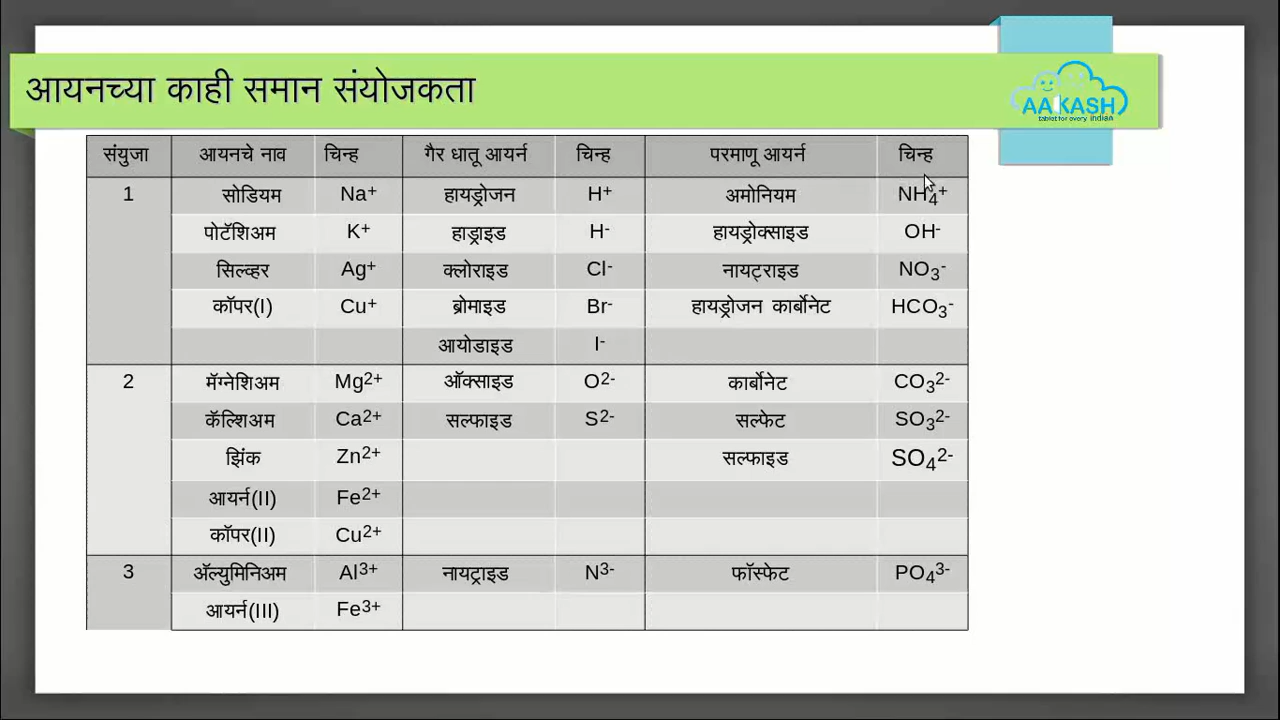 आयनच्या काही समान संयोजकता
AAKASH
tablet for every indian
संयुजा आयनचे नाव चिन्ह गैर धातू आयर्न चिन्ह परमाणू आयर्न चिन्ह
1 सोडियम Na+ हायड्रोजन H+ अमोनियम NH4+
पोटॅशिअम K+ हाड्राइड H- हायड्रोक्साइड OH-
सिल्व्हर Ag+ क्लोराइड Cl- नायट्राइड NO3-
कॉपर(I) Cu+ ब्रोमाइड Br- हायड्रोजन कार्बोनेट HCO3-
आयोडाइड I-
2 मॅग्नेशिअम Mg2+ ऑक्साइड O2- कार्बोनेट CO32-
कॅल्शिअम Ca2+ सल्फाइड S2- सल्फेट SO32-
झिंक Zn2+ सल्फाइड SO42-
आयर्न(II) Fe2+
कॉपर(II) Cu2+
3 ॲल्युमिनिअम Al3+ नायट्राइड N3- फॉस्फेट PO43-
आयर्न(III) Fe3+